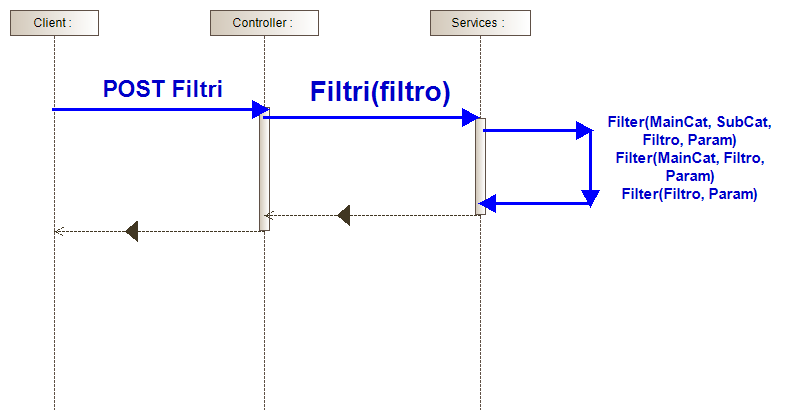 Client :
Controller :
Services :
POST Filtri
Filtri(filtro)
Filter(MainCat, SubCat,
Filtro, Param)
Filter(MainCat, Filtro,
Param)
Filter(Filtro, Param)